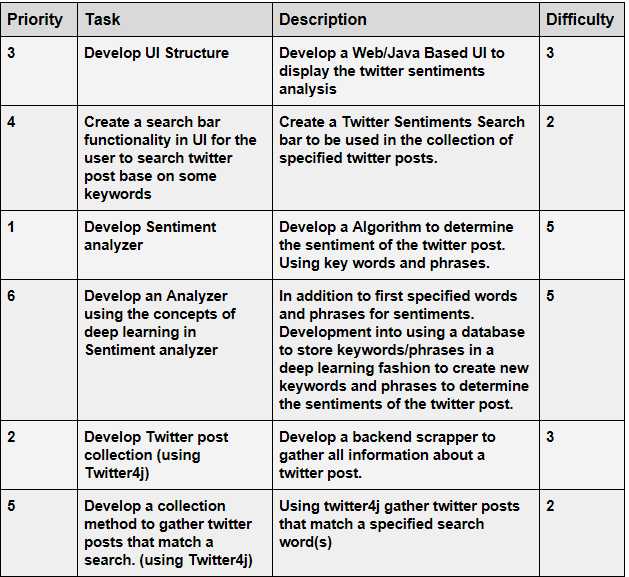 Priority Task Description Difficulty
3 Develop UI Structure Develop a Web/Java Based UI to 3
display the twitter sentiments
analysis
4 Create a search bar Create a Twitter Sentiments Search 2
functionality in UI for the bar to be used in the collection of
user to search twitter specified twitter posts.
post base on some
keywords
1 Develop Sentiment Develop a Algorithm to determine 5
analyzer the sentiment of the twitter post.
Using key words and phrases.
6 Develop an Analyzer In addition to first specified words 5
using the concepts of and phrases for sentiments.
deep learning in Development into using a database
Sentiment analyzer to store keywords/phrases in a
deep learning fashion to create new
keywords and phrases to determine
the sentiments of the twitter post.
2 Develop Twitter post Develop a backend scrapper to 3
collection (using gather all information about a
Twitter4j) twitter post.
5 Develop a collection Using twitter4j gather twitter posts 2
method to gather twitter that match a specified search
posts that match a word(s)
search. (using Twitter4j)